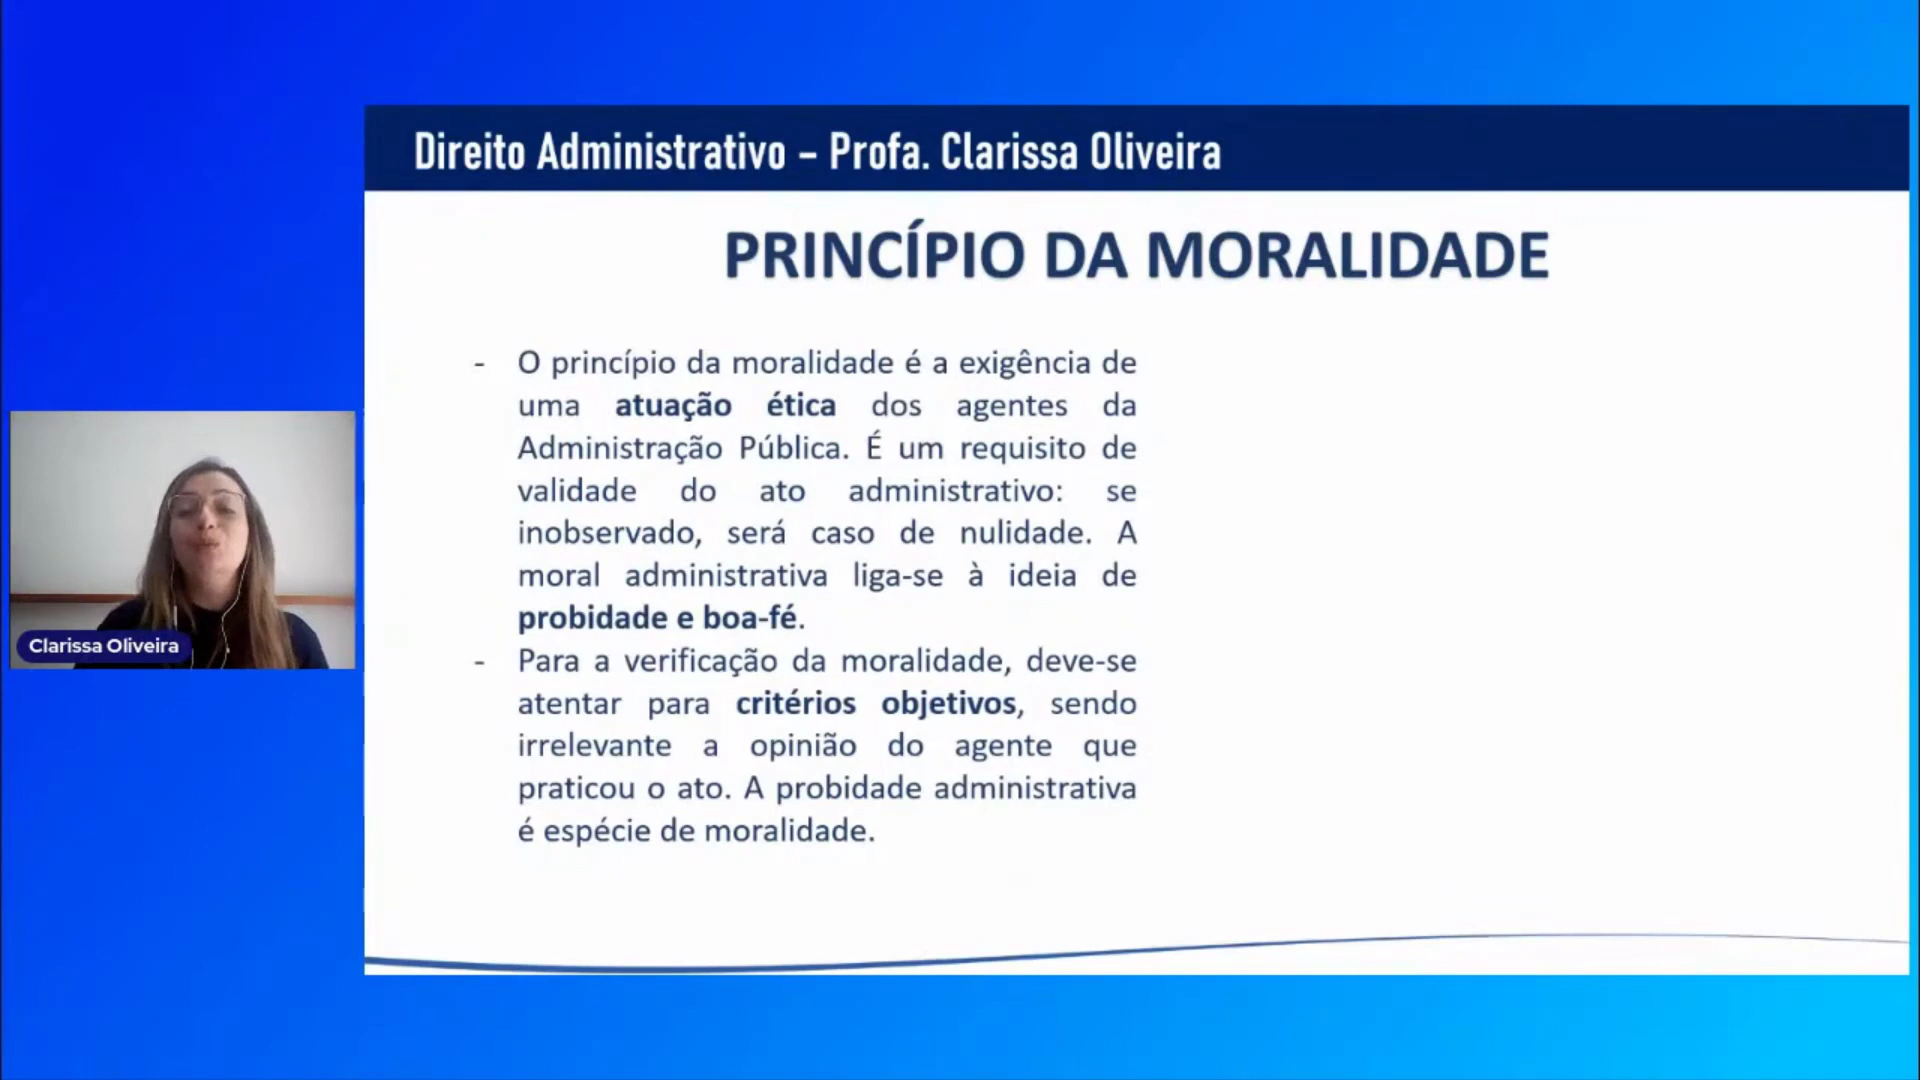 Direito Administrativo – Profa. Clarissa Oliveira
PRINCÍPIO DA MORALIDADE
- O princípio da moralidade é a exigência de
uma atuação ética dos agentes da
Administração Pública. É um requisito de
validade do ato administrativo: se
inobservado, será caso de nulidade. A
moral administrativa liga-se à ideia de
probidade e boa-fé.
- Para a verificação da moralidade, deve-se
atentar para critérios objetivos, sendo
irrelevante a opinião do agente que
praticou o ato. A probidade administrativa
é espécie de moralidade.
Clarissa Oliveira